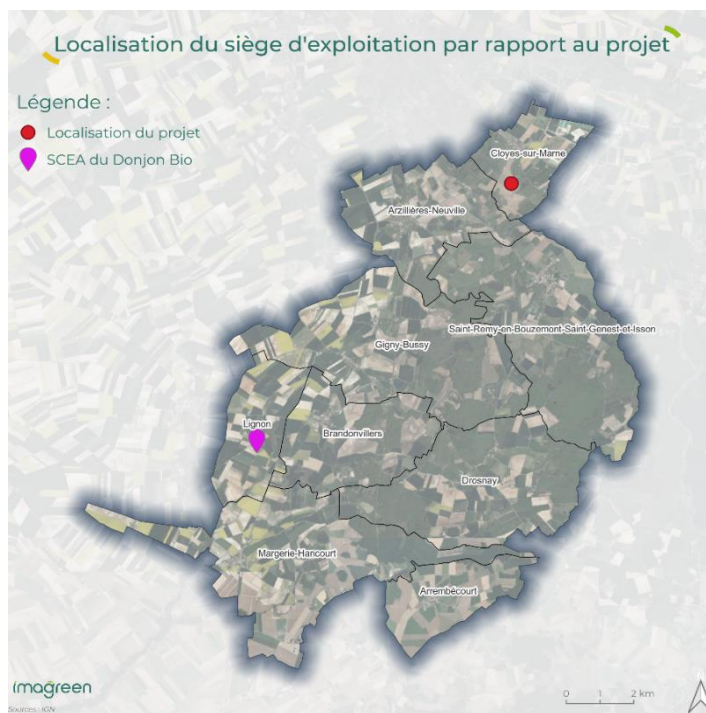 Localisation du siège d'exploitation par rapport au projet
Légende :
Localisation du projet
SCEA du Donjon Bio
Cloyes-sur-Marne
Arzillières-Neuville
Saint-Remy-en-Bouzemont-Saint-Genest-et-Isson
Gigny-Bussy
Lignon
Brandonvillers
Drosnay
Margerie-Hancourt
Arrembécourt
imagreen
Sources : IGN
0 1 2 km